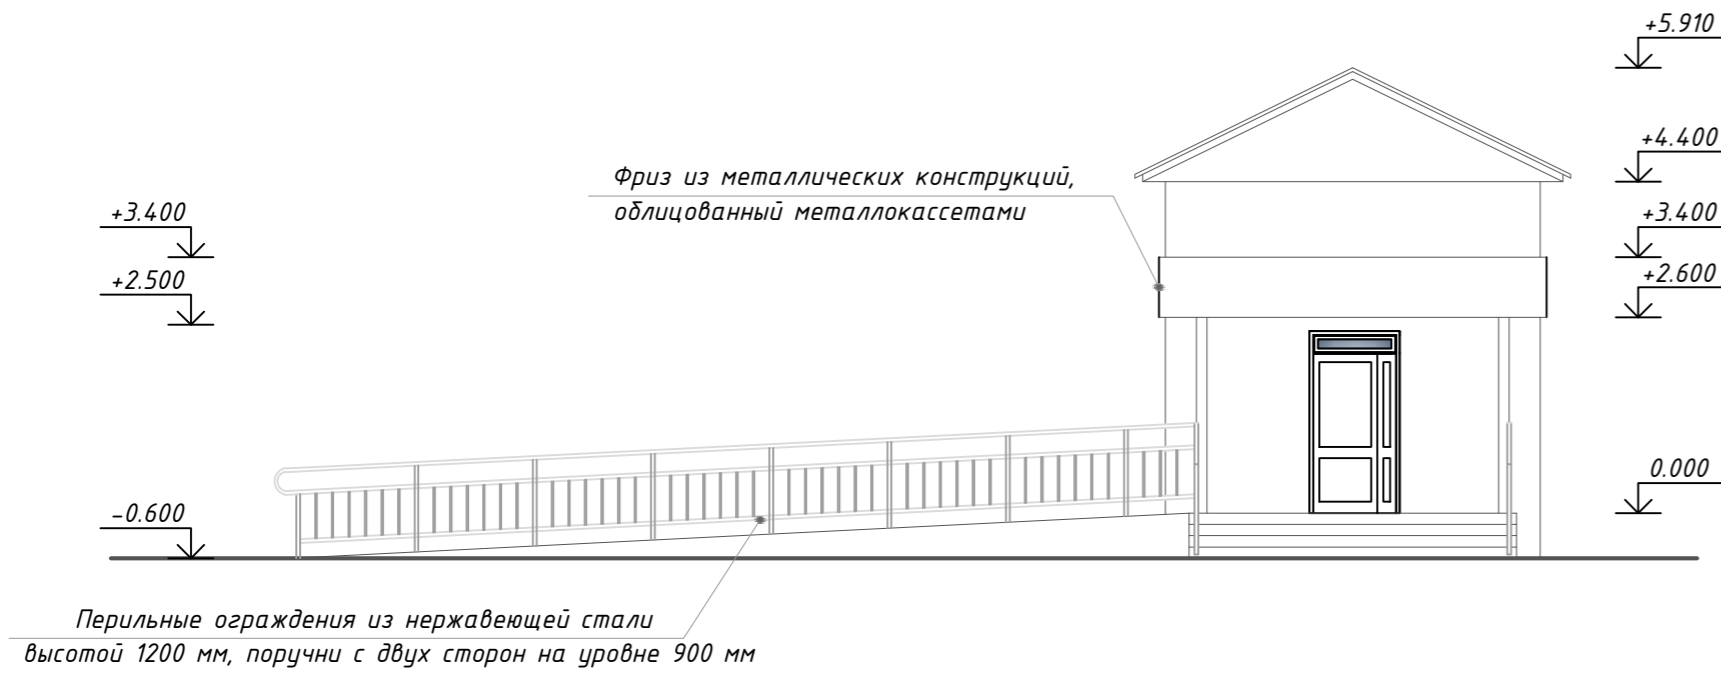 +5.910
+4.400
Фриз из металлических конструкций,
облицованный металлокассетами
+3.400
+3.400
+2.500
+2.600
0.000
-0.600
Перильные ограждения из нержавеющей стали
высотой 1200 мм, поручни с двух сторон на уровне 900 мм